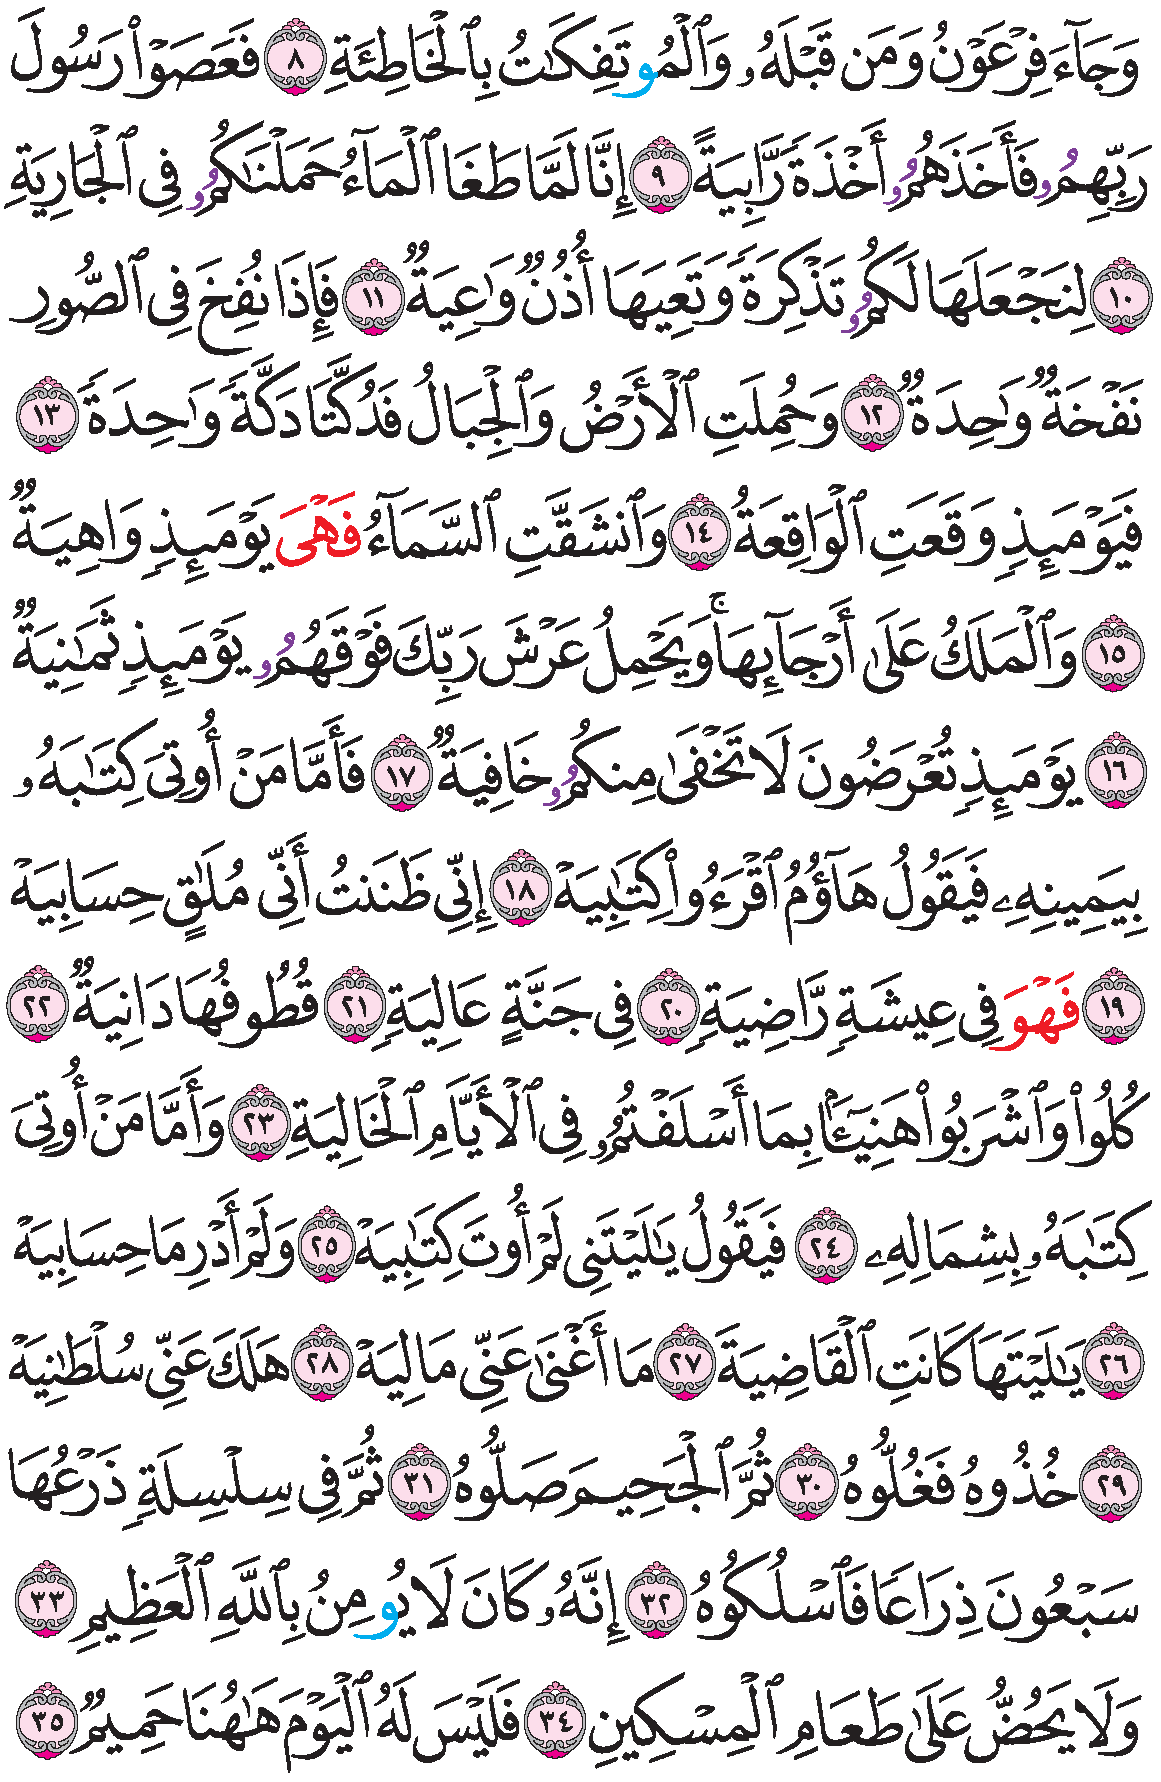 وَجَآءَ فِرْعَوْنُ وَمَن قَبْلَهُۥ وَٱلْمُوتَفِكَٰتُ بِٱلْخَاطِئَةِ ٨ فَعَصَوْا۟ رَسُولَ
رَبِّهِمُۥ فَأَخَذَهُمُۥ أَخْذَةً رَّابِيَةً ٩ إِنَّا لَمَّا طَغَا ٱلْمَآءُ حَمَلْنَٰكُمُۥ فِى ٱلْجَارِيَةِ
١٠ لِنَجْعَلَهَا لَكُمُۥ تَذْكِرَةً وَتَعِيَهَا أُذُنٌ وَٰعِيَةٌ ١١ فَإِذَا نُفِخَ فِى ٱلصُّورِ
نَفْخَةٌ وَٰحِدَةٌ ١٢ وَحُمِلَتِ ٱلْأَرْضُ وَٱلْجِبَالُ فَدُكَّتَا دَكَّةً وَٰحِدَةً ١٣
فَيَوْمَئِذٍ وَقَعَتِ ٱلْوَاقِعَةُ ١٤ وَٱنشَقَّتِ ٱلسَّمَآءُ فَهْىَ يَوْمَئِذٍ وَاهِيَةٌ
١٥ وَٱلْمَلَكُ عَلَىٰ أَرْجَآئِهَا ۚ وَيَحْمِلُ عَرْشَ رَبِّكَ فَوْقَهُمُۥ يَوْمَئِذٍ ثَمَٰنِيَةٌ
١٦ يَوْمَئِذٍ تُعْرَضُونَ لَا تَخْفَىٰ مِنكُمُۥ خَافِيَةٌ ١٧ فَأَمَّا مَنْ أُوتِىَ كِتَٰبَهُۥ
بِيَمِينِهِۦ فَيَقُولُ هَآؤُمُ ٱقْرَءُوا۟ كِتَٰبِيَهْ ١٨ إِنِّى ظَنَنتُ أَنِّى مُلَٰقٍ حِسَابِيَهْ
١٩ فَهْوَ فِى عِيشَةٍ رَّاضِيَةٍ ٢٠ فِى جَنَّةٍ عَالِيَةٍ ٢١ قُطُوفُهَا دَانِيَةٌ ٢٢
كُلُوا۟ وَٱشْرَبُوا۟ هَنِيٓـًٔۢا بِمَا أَسْلَفْتُمُۥ فِى ٱلْأَيَّامِ ٱلْخَالِيَةِ ٢٣ وَأَمَّا مَنْ أُوتِىَ
كِتَٰبَهُۥ بِشِمَالِهِۦ ٢٤ فَيَقُولُ يَٰلَيْتَنِى لَمْ أُوتَ كِتَٰبِيَهْ ٢٥ وَلَمْ أَدْرِ مَا حِسَابِيَهْ
٢٦ يَٰلَيْتَهَا كَانَتِ ٱلْقَاضِيَةَ ٢٧ مَا أَغْنَىٰ عَنِّى مَالِيَهْ ٢٨ هَلَكَ عَنِّى سُلْطَٰنِيَهْ
٢٩ خُذُوهُ فَغُلُّوهُ ٣٠ ثُمَّ ٱلْجَحِيمَ صَلُّوهُ ٣١ ثُمَّ فِى سِلْسِلَةٍ ذَرْعُهَا
سَبْعُونَ ذِرَاعًا فَٱسْلُكُوهُ ٣٢ إِنَّهُۥ كَانَ لَا يُومِنُ بِٱللَّهِ ٱلْعَظِيمِ ٣٣
وَلَا يَحُضُّ عَلَىٰ طَعَامِ ٱلْمِسْكِينِ ٣٤ فَلَيْسَ لَهُ ٱلْيَوْمَ هَٰهُنَا حَمِيمٌ ٣٥